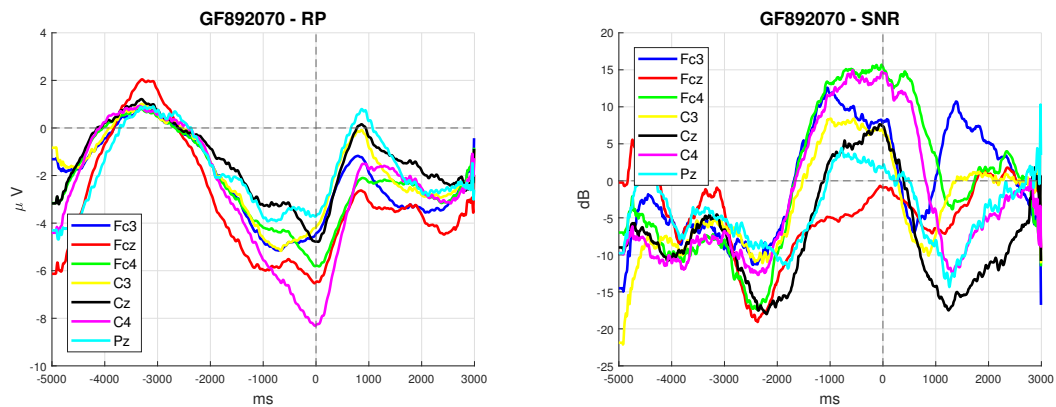 GF892070 - RP
μ V
4
2
0
-2
-4
-6
-8
-10
-5000 -4000 -3000 -2000 -1000 0 1000 2000 3000
ms
Fc3
Fcz
Fc4
C3
Cz
C4
Pz
GF892070 - SNR
dB
20
15
10
5
0
-5
-10
-15
-20
-25
-5000 -4000 -3000 -2000 -1000 0 1000 2000 3000
ms
Fc3
Fcz
Fc4
C3
Cz
C4
Pz